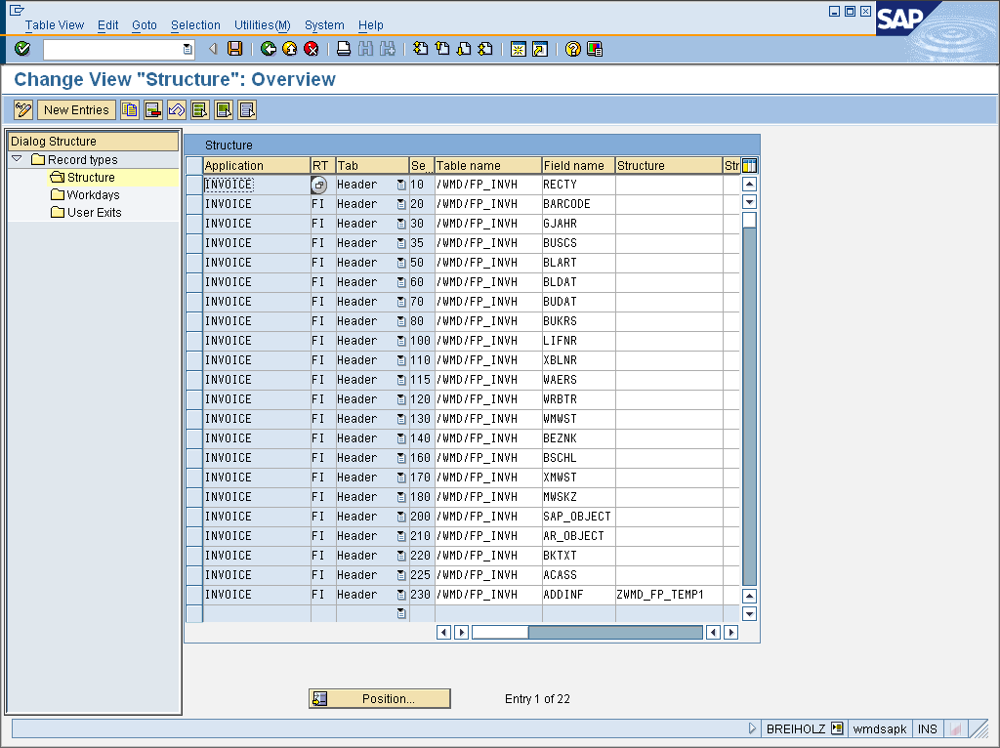 Table View Edit Goto Selection Utilities(M) System Help
SAP
Change View "Structure": Overview
New Entries
Dialog Structure
Record types
Structure
Workdays
User Exits
Structure
Application RT Tab Se... Table name Field name Structure Str
INVOICE Header 10 /WMD/FP_INVH RECTY
INVOICE FI Header 20 /WMD/FP_INVH BARCODE
INVOICE FI Header 30 /WMD/FP_INVH GJAHR
INVOICE FI Header 35 /WMD/FP_INVH BUSCS
INVOICE FI Header 50 /WMD/FP_INVH BLART
INVOICE FI Header 60 /WMD/FP_INVH BLDAT
INVOICE FI Header 70 /WMD/FP_INVH BUDAT
INVOICE FI Header 80 /WMD/FP_INVH BUKRS
INVOICE FI Header 100 /WMD/FP_INVH LIFNR
INVOICE FI Header 110 /WMD/FP_INVH XBLNR
INVOICE FI Header 115 /WMD/FP_INVH WAERS
INVOICE FI Header 120 /WMD/FP_INVH WRBTR
INVOICE FI Header 130 /WMD/FP_INVH WMWST
INVOICE FI Header 140 /WMD/FP_INVH BEZNK
INVOICE FI Header 160 /WMD/FP_INVH BSCHL
INVOICE FI Header 170 /WMD/FP_INVH XMWST
INVOICE FI Header 180 /WMD/FP_INVH MWSKZ
INVOICE FI Header 200 /WMD/FP_INVH SAP_OBJECT
INVOICE FI Header 210 /WMD/FP_INVH AR_OBJECT
INVOICE FI Header 220 /WMD/FP_INVH BKTXT
INVOICE FI Header 225 /WMD/FP_INVH ACASS
INVOICE FI Header 230 /WMD/FP_INVH ADDINF ZWMD_FP_TEMP1
Position... Entry 1 of 22
BREIHOLZ wmdsapk INS